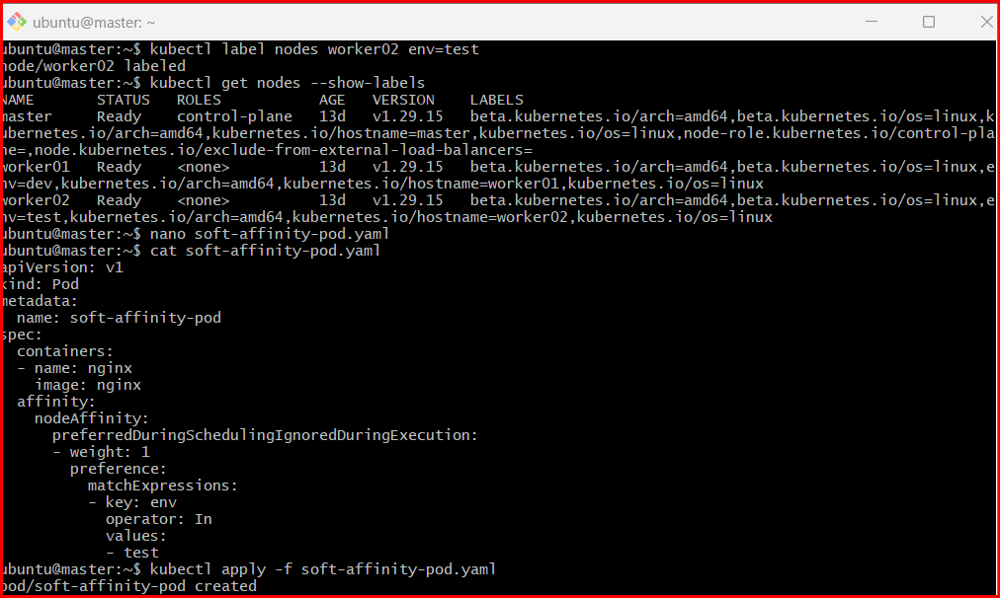 ubuntu@master: ~
ubuntu@master:~$ kubectl label nodes worker02 env=test
node/worker02 labeled
ubuntu@master:~$ kubectl get nodes --show-labels
NAME       STATUS   ROLES           AGE   VERSION    LABELS
master     Ready    control-plane   13d   v1.29.15   beta.kubernetes.io/arch=amd64,beta.kubernetes.io/os=linux,k
ubernetes.io/arch=amd64,kubernetes.io/hostname=master,kubernetes.io/os=linux,node-role.kubernetes.io/control-pla
ne=,node.kubernetes.io/exclude-from-external-load-balancers=
worker01   Ready    <none>          13d   v1.29.15   beta.kubernetes.io/arch=amd64,beta.kubernetes.io/os=linux,e
nv=dev,kubernetes.io/arch=amd64,kubernetes.io/hostname=worker01,kubernetes.io/os=linux
worker02   Ready    <none>          13d   v1.29.15   beta.kubernetes.io/arch=amd64,beta.kubernetes.io/os=linux,e
nv=test,kubernetes.io/arch=amd64,kubernetes.io/hostname=worker02,kubernetes.io/os=linux
ubuntu@master:~$ nano soft-affinity-pod.yaml
ubuntu@master:~$ cat soft-affinity-pod.yaml
apiVersion: v1
kind: Pod
metadata:
  name: soft-affinity-pod
spec:
  containers:
  - name: nginx
    image: nginx
  affinity:
    nodeAffinity:
      preferredDuringSchedulingIgnoredDuringExecution:
      - weight: 1
        preference:
          matchExpressions:
          - key: env
            operator: In
            values:
            - test
ubuntu@master:~$ kubectl apply -f soft-affinity-pod.yaml
pod/soft-affinity-pod created